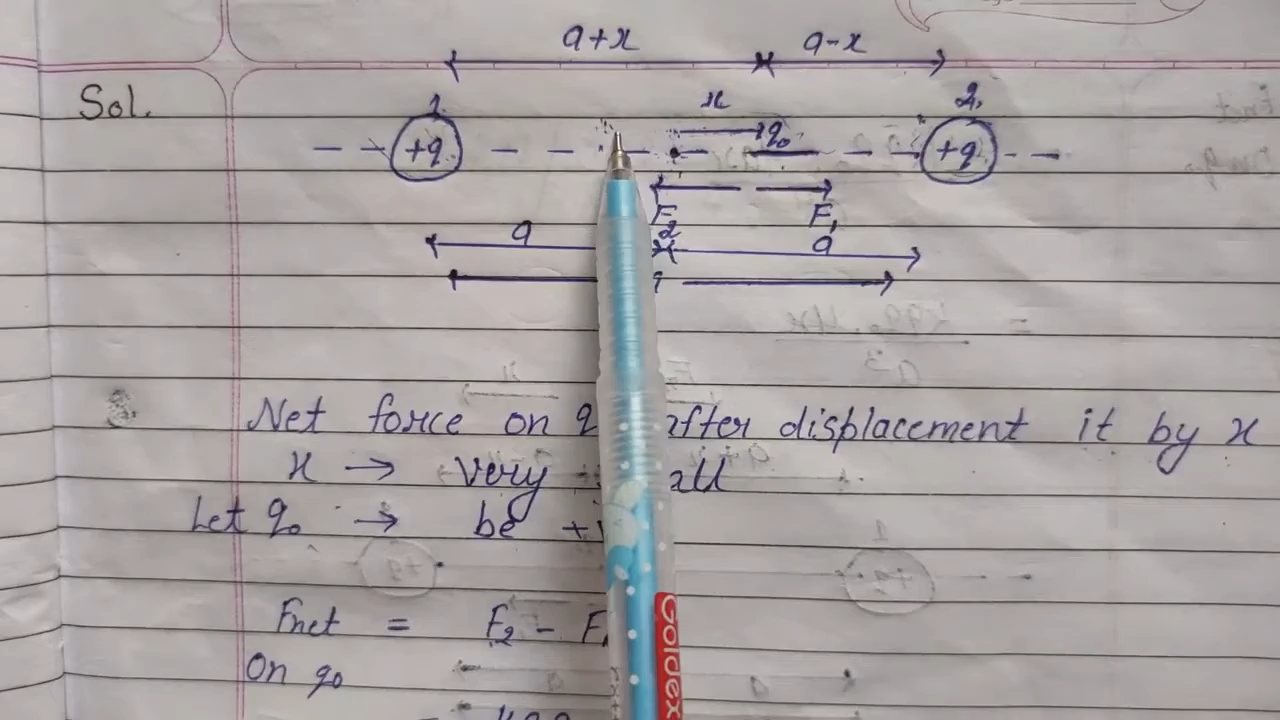 a+x a-x
Sol. 1. x 2.
+q q₀ +q
F₂ F₁
a a
Net force on q after displacement it by x
x → very
Let q₀ → be +
Fnet = F₂ - F₁
On q₀
Goldex